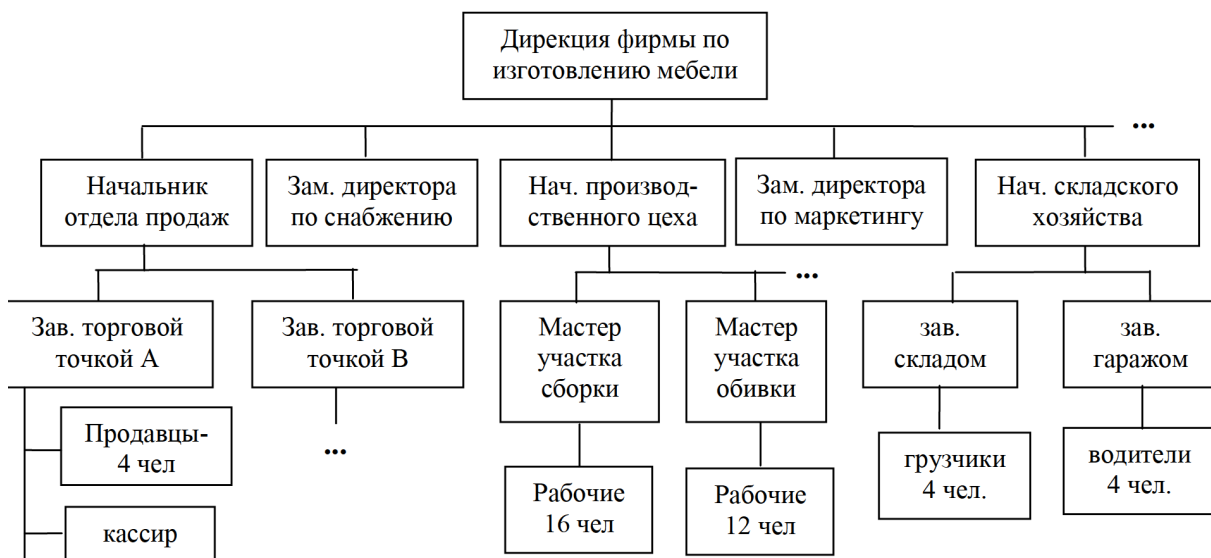 Дирекция фирмы по
изготовлению мебели
...
Начальник
отдела продаж
Зам. директора
по снабжению
Нач. производ-
ственного цеха
Зам. директора
по маркетингу
Нач. складского
хозяйства
...
Зав. торговой
точкой А
Зав. торговой
точкой В
Мастер
участка
сборки
Мастер
участка
обивки
зав.
складом
зав.
гаражом
Продавцы-
4 чел
...
Рабочие
16 чел
Рабочие
12 чел
грузчики
4 чел.
водители
4 чел.
кассир